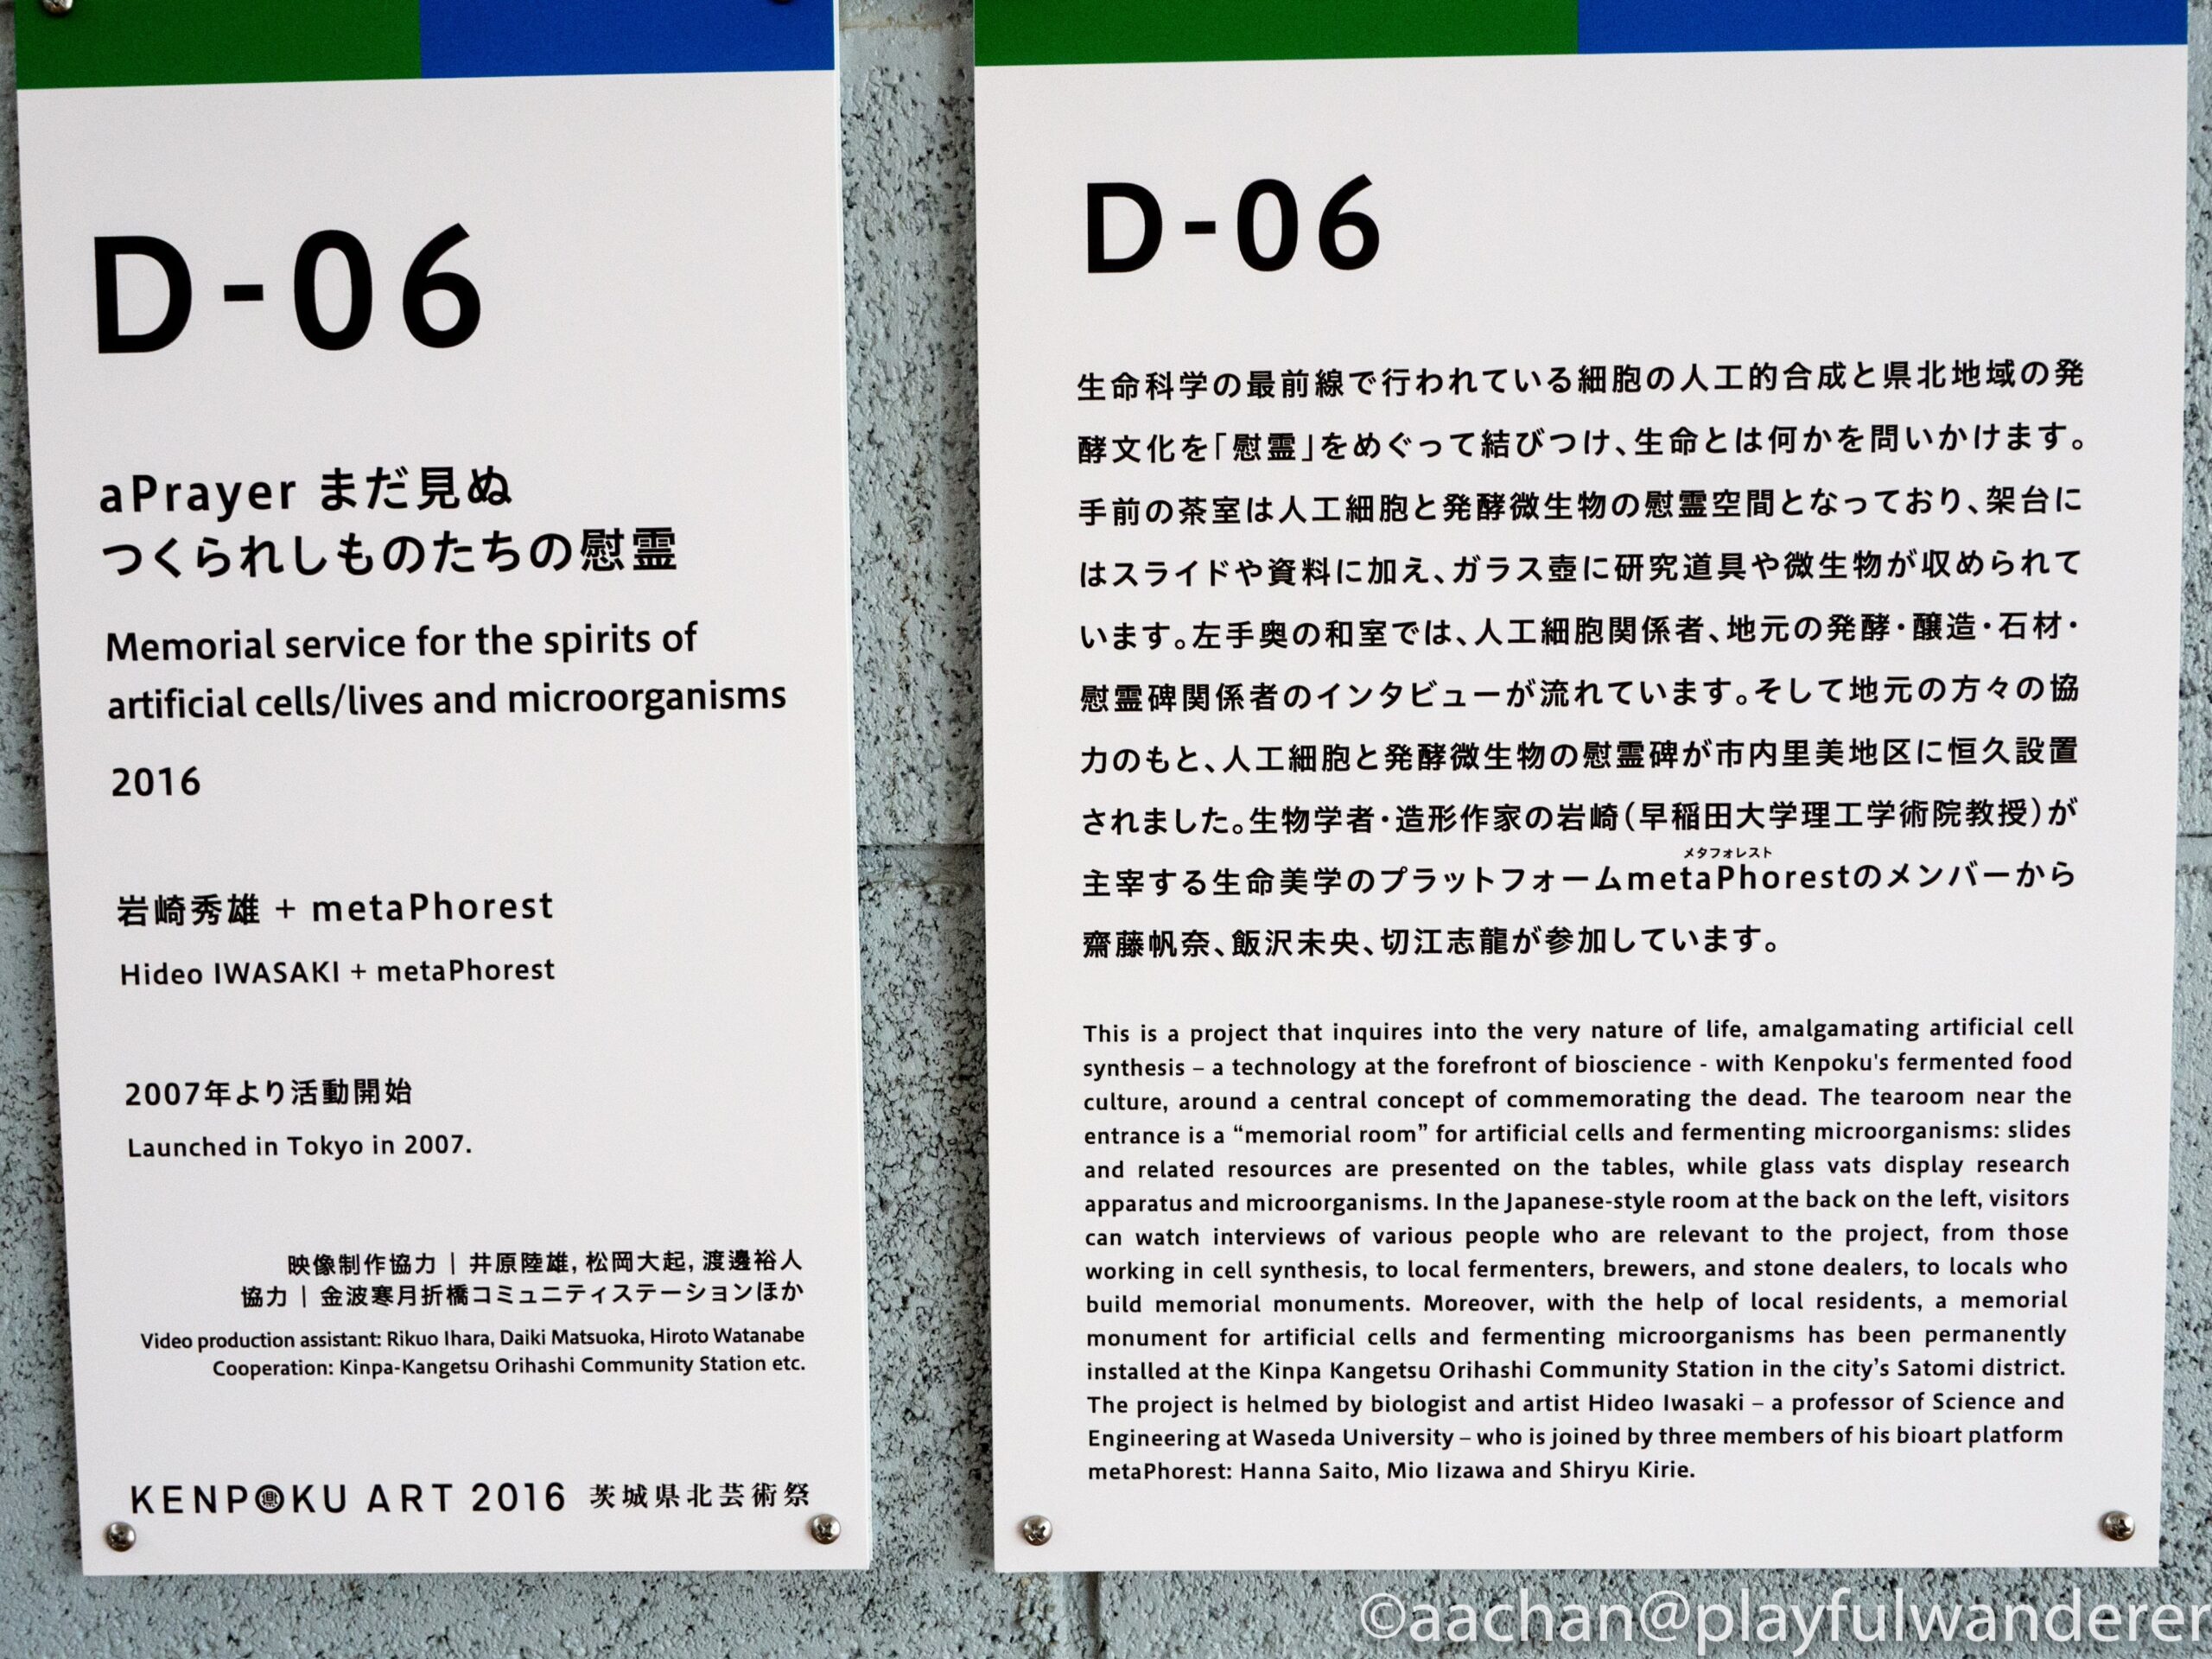 D-06
aPrayer まだ見ぬ
つくられしものたちの慰霊
Memorial service for the spirits of
artificial cells/lives and microorganisms
2016
岩崎秀雄 + metaPhorest
Hideo IWASAKI + metaPhorest
2007年より活動開始
Launched in Tokyo in 2007.
映像制作協力 | 井原陸雄, 松岡大起, 渡邊裕人
協力 | 金波寒月折橋コミュニティステーションほか
Video production assistant: Rikuo Ihara, Daiki Matsuoka, Hiroto Watanabe
Cooperation: Kinpa-Kangetsu Orihashi Community Station etc.
KENPOKU ART 2016 茨城県北芸術祭
D-06
生命科学の最前線で行われている細胞の人工的合成と県北地域の発
酵文化を「慰霊」をめぐって結びつけ、生命とは何かを問いかけます。
手前の茶室は人工細胞と発酵微生物の慰霊空間となっており、架台に
はスライドや資料に加え、ガラス壺に研究道具や微生物が収められて
います。左手奥の和室では、人工細胞関係者、地元の発酵・醸造・石材・
慰霊碑関係者のインタビューが流れています。そして地元の方々の協
力のもと、人工細胞と発酵微生物の慰霊碑が市内里美地区に恒久設置
されました。生物学者・造形作家の岩崎(早稲田大学理工学術院教授)が
メタフォレスト
主宰する生命美学のプラットフォームmetaPhorestのメンバーから
齋藤帆奈、飯沢未央、切江志龍が参加しています。
This is a project that inquires into the very nature of life, amalgamating artificial cell
synthesis – a technology at the forefront of bioscience - with Kenpoku's fermented food
culture, around a central concept of commemorating the dead. The tearoom near the
entrance is a “memorial room” for artificial cells and fermenting microorganisms: slides
and related resources are presented on the tables, while glass vats display research
apparatus and microorganisms. In the Japanese-style room at the back on the left, visitors
can watch interviews of various people who are relevant to the project, from those
working in cell synthesis, to local fermenters, brewers, and stone dealers, to locals who
build memorial monuments. Moreover, with the help of local residents, a memorial
monument for artificial cells and fermenting microorganisms has been permanently
installed at the Kinpa Kangetsu Orihashi Community Station in the city’s Satomi district.
The project is helmed by biologist and artist Hideo Iwasaki – a professor of Science and
Engineering at Waseda University – who is joined by three members of his bioart platform
metaPhorest: Hanna Saito, Mio Iizawa and Shiryu Kirie.
©aachan@playfulwanderer